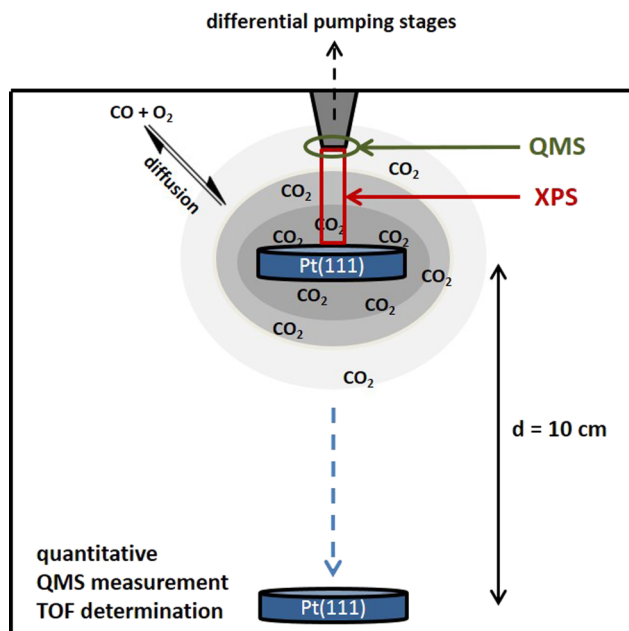 differential pumping stages
CO + O₂
diffusion
QMS
XPS
CO₂
CO₂
CO₂
CO₂
CO₂
Pt(111)
CO₂
CO₂
CO₂
CO₂
CO₂
d = 10 cm
quantitative
QMS measurement
TOF determination
Pt(111)